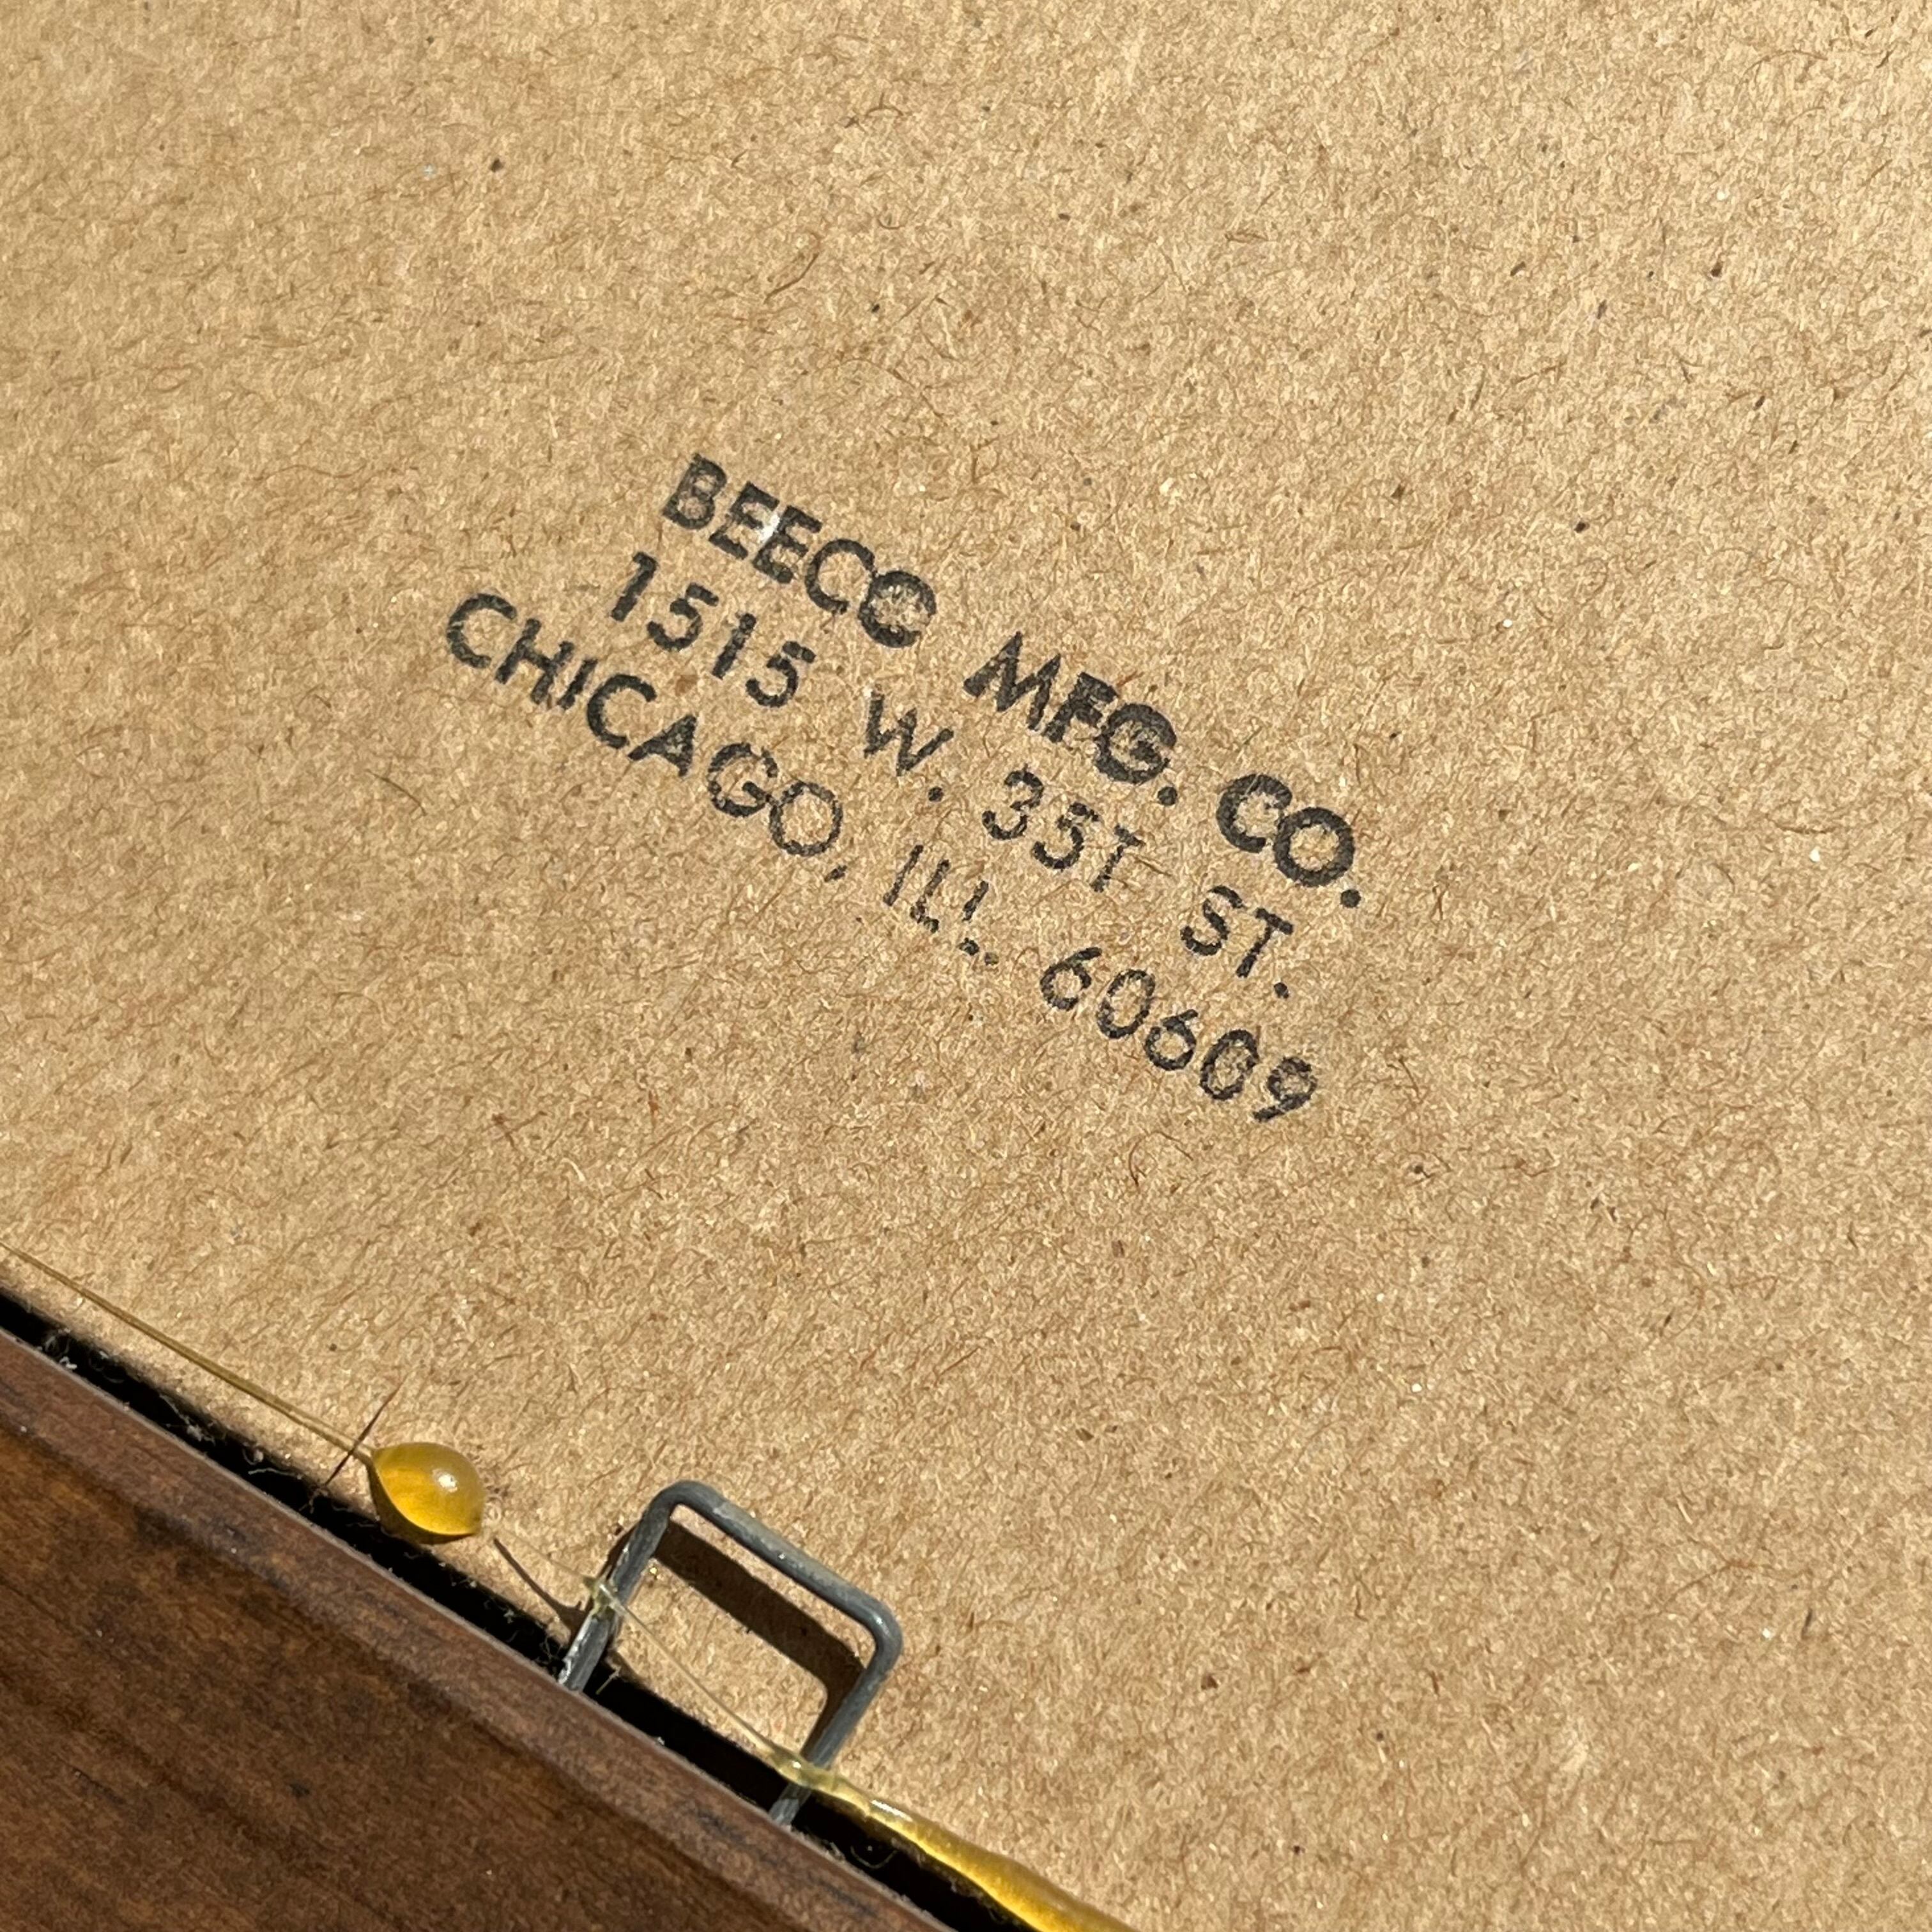 BEECO MFG. CO.
1515 W. 35T ST.
CHICAGO, ILL. 60609